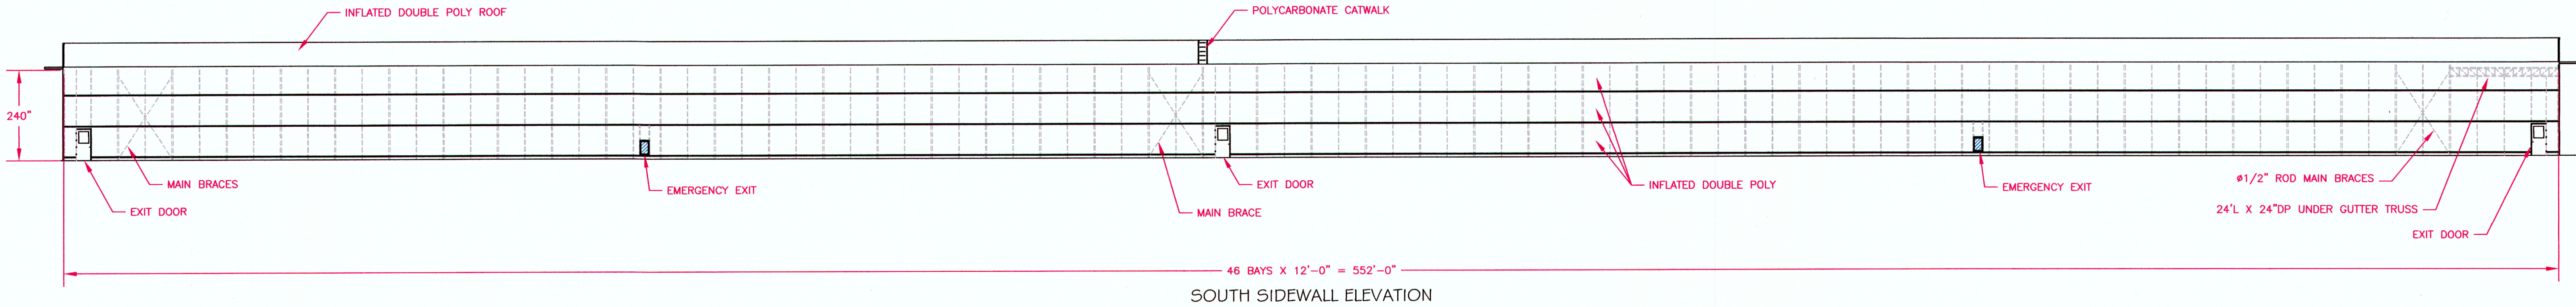 INFLATED DOUBLE POLY ROOF
POLYCARBONATE CATWALK
240"
MAIN BRACES
EXIT DOOR
EMERGENCY EXIT
EXIT DOOR
MAIN BRACE
INFLATED DOUBLE POLY
EMERGENCY EXIT
ø1/2" ROD MAIN BRACES
24'L X 24"DP UNDER GUTTER TRUSS
EXIT DOOR
46 BAYS X 12'-0" = 552'-0"
SOUTH SIDEWALL ELEVATION